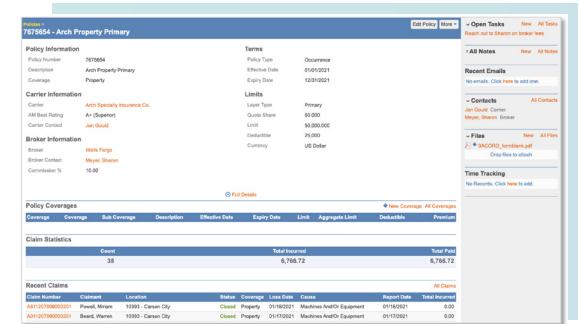 Policies >
7675654 - Arch Property Primary
Edit Policy More
Policy Information
Policy Number 7675654
Description Arch Property Primary
Coverage Property
Carrier Information
Carrier Arch Specialty Insurance Co.
AM Best Rating A+ (Superior)
Carrier Contact Jan Gould
Broker Information
Broker Wells Fargo
Broker Contact Meyer, Sharon
Commission % 10.00
Terms
Policy Type Occurrence
Effective Date 01/01/2021
Expiry Date 12/31/2021
Limits
Layer Type Primary
Quota Share 50.000
Limit 50,000,000
Deductible 25,000
Currency US Dollar
Full Details
Policy Coverages New Coverage All Coverages
Coverage Coverage Sub Coverage Description Effective Date Expiry Date Limit Aggregate Limit Deductible Premium
Claim Statistics
Count Total Incurred Total Paid
38 6,766.72 6,766.72
Recent Claims All Claims
Claim Number Claimant Location Status Coverage Loss Date Cause Report Date Total Incurred
Powell, Miriam 10393 - Carson City Closed Property 01/18/2021 Machines And/Or Equipment 01/18/2021 0.00
Beard, Warren 10393 - Carson City Closed Property 01/17/2021 Machines And/Or Equipment 01/17/2021 0.00
Open Tasks New All Tasks
Reach out to Sharon on broker fees
All Notes New All Notes
Recent Emails
No emails. Click here to add one.
Contacts All Contacts
Jan Gould Carrier
Meyer, Sharon Broker
Files New All Files
9ACORD_formblank.pdf
Drop files to attach
Time Tracking
No Records. Click here to add.